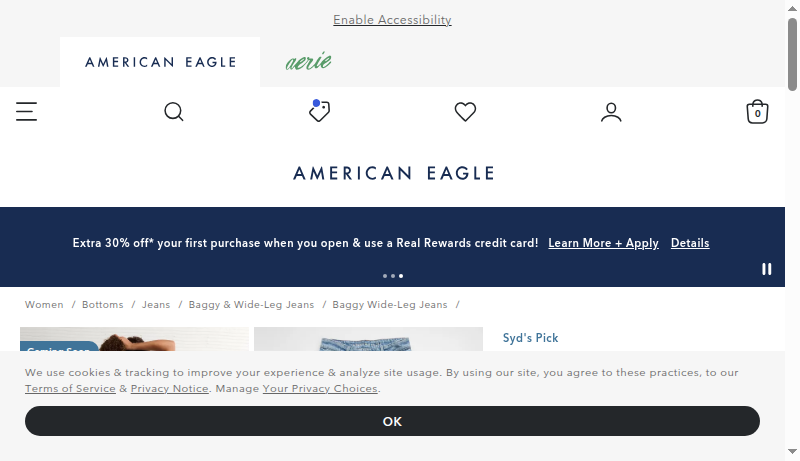 Enable Accessibility
AMERICAN EAGLE
aerie
0
AMERICAN EAGLE
Extra 30% off* your first purchase when you open & use a Real Rewards credit card! Learn More + Apply Details
Women / Bottoms / Jeans / Baggy & Wide-Leg Jeans / Baggy Wide-Leg Jeans /
Coming Soon
Syd's Pick
We use cookies & tracking to improve your experience & analyze site usage. By using our site, you agree to these practices, to our
Terms of Service & Privacy Notice. Manage Your Privacy Choices.
OK